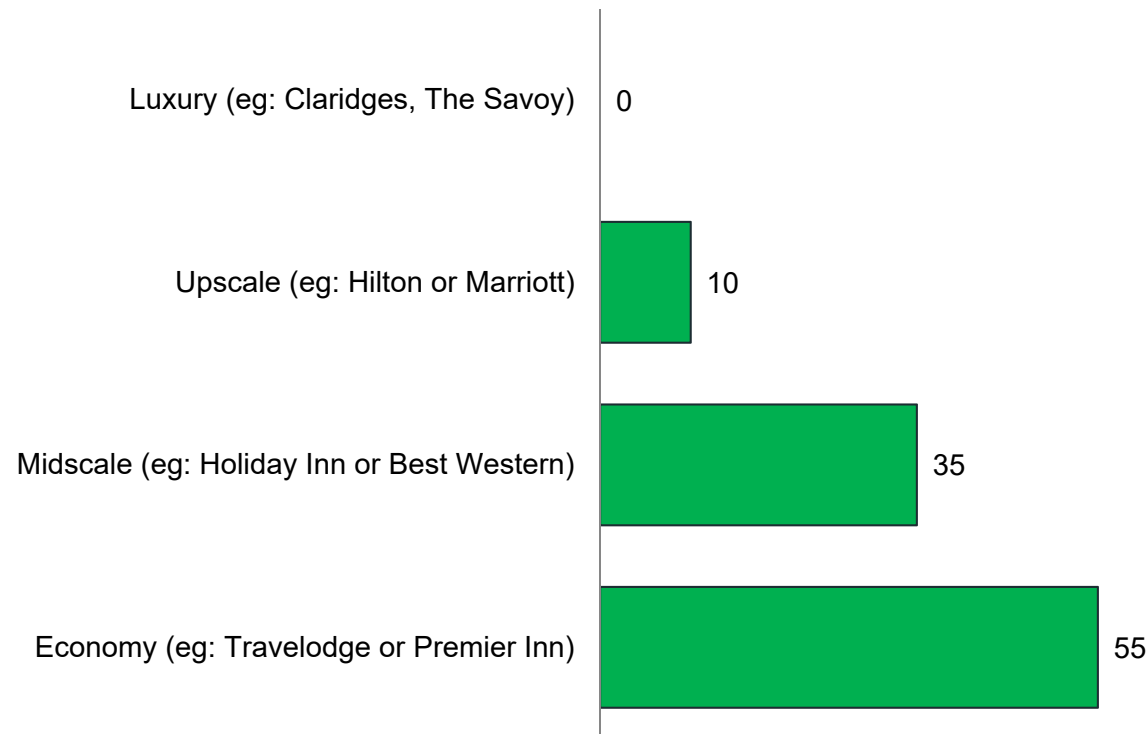 Luxury (eg: Claridges, The Savoy) 0
Upscale (eg: Hilton or Marriott) 10
Midscale (eg: Holiday Inn or Best Western) 35
Economy (eg: Travelodge or Premier Inn) 55